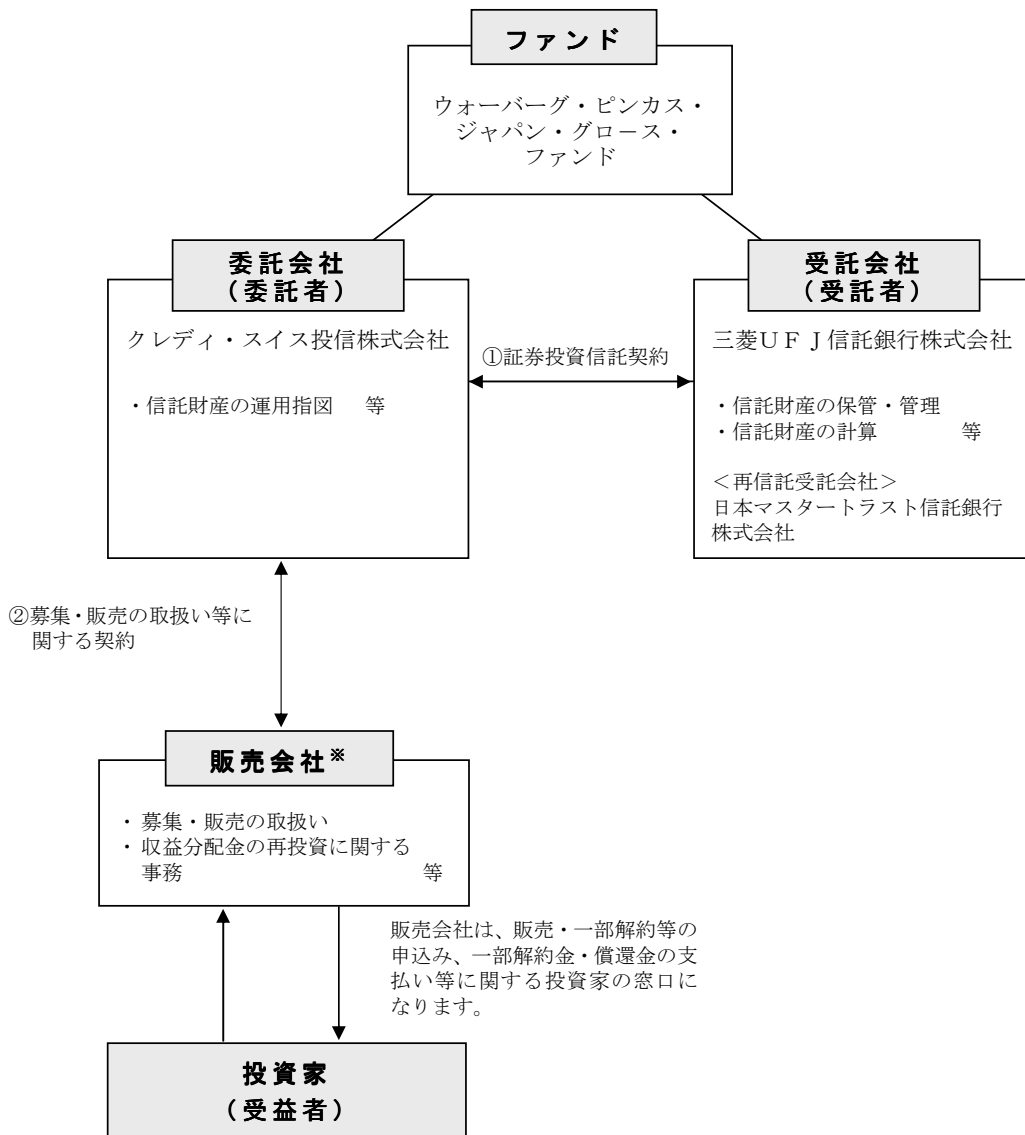 ファンド
ウォーバーグ・ピンカス・
ジャパン・グロース・
ファンド
委託会社
（委託者）
クレディ・スイス投信株式会社
・信託財産の運用指図　等
①証券投資信託契約
受託会社
（受託者）
三菱ＵＦＪ信託銀行株式会社
・信託財産の保管・管理
・信託財産の計算　　　　等
＜再信託受託会社＞
日本マスタートラスト信託銀行
株式会社
②募集・販売の取扱い等に
関する契約
販売会社※
・ 募集・販売の取扱い
・ 収益分配金の再投資に関する
事務　　　　　　　　　　　等
販売会社は、販売・一部解約等の
申込み、一部解約金・償還金の支
払い等に関する投資家の窓口に
なります。
投資家
（受益者）